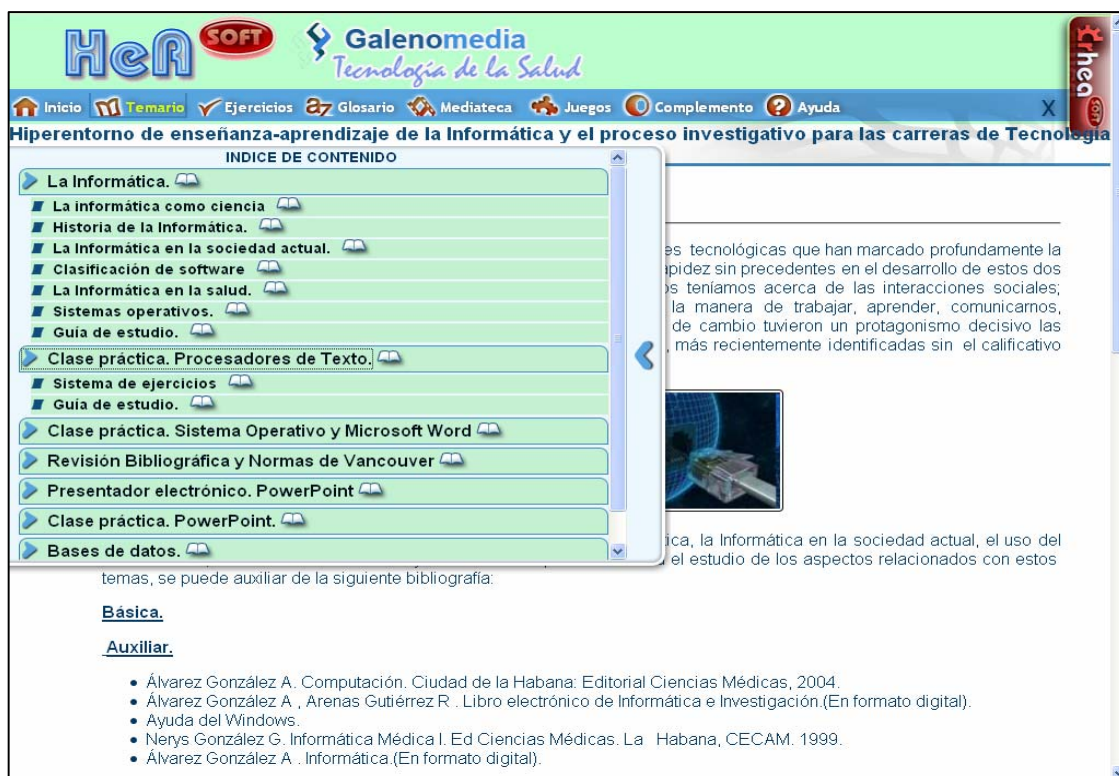 HeA SOFT
Galenomedia
Tecnología de la Salud
rhea
Inicio Temario Ejercicios Glosario Mediateca Juegos Complemento Ayuda X
Hiperentorno de enseñanza-aprendizaje de la Informática y el proceso investigativo para las carreras de Tecnología
INDICE DE CONTENIDO
La Informática.
La informática como ciencia
Historia de la Informática.
La Informática en la sociedad actual.
Clasificación de software
La Informática en la salud.
Sistemas operativos.
Guía de estudio.
Clase práctica. Procesadores de Texto.
Sistema de ejercicios
Guía de estudio.
Clase práctica. Sistema Operativo y Microsoft Word
Revisión Bibliográfica y Normas de Vancouver
Presentador electrónico. PowerPoint
Clase práctica. PowerPoint.
Bases de datos.
es tecnológicas que han marcado profundamente la
apidez sin precedentes en el desarrollo de estos dos
os teníamos acerca de las interacciones sociales;
la manera de trabajar, aprender, comunicarnos,
de cambio tuvieron un protagonismo decisivo las
, más recientemente identificadas sin el calificativo
ica, la Informática en la sociedad actual, el uso del
el estudio de los aspectos relacionados con estos
temas, se puede auxiliar de la siguiente bibliografía:
Básica.
Auxiliar.
Álvarez González A. Computación. Ciudad de la Habana: Editorial Ciencias Médicas, 2004.
Álvarez González A , Arenas Gutiérrez R . Libro electrónico de Informática e Investigación.(En formato digital).
Ayuda del Windows.
Nerys González G. Informática Médica I. Ed Ciencias Médicas. La Habana, CECAM. 1999.
Álvarez González A . Informática.(En formato digital).